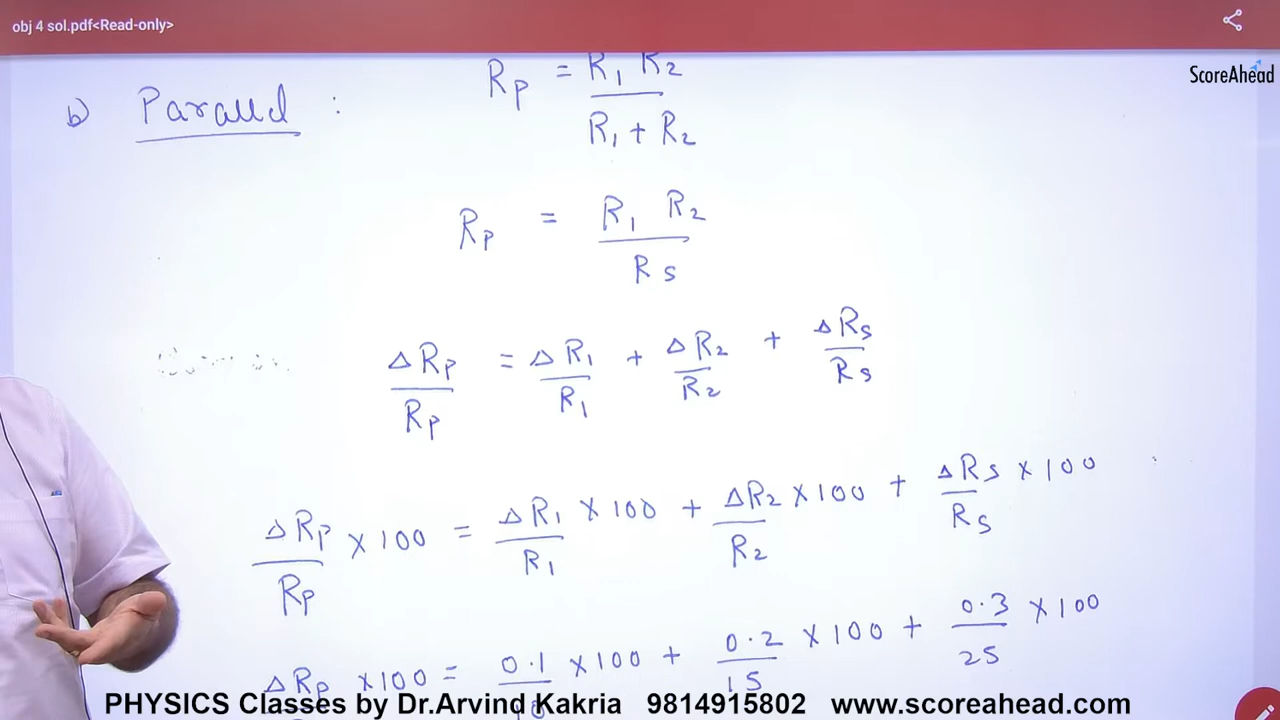 obj 4 sol.pdf<Read-only>
ScoreAhead
b) Parallel :
Rp = R1 R2 / R1 + R2
Rp = R1 R2 / Rs
ΔRp/Rp = ΔR1/R1 + ΔR2/R2 + ΔRs/Rs
ΔRp/Rp × 100 = ΔR1/R1 × 100 + ΔR2/R2 × 100 + ΔRs/Rs × 100
ΔRp × 100 = 0.1/10 × 100 + 0.2/15 × 100 + 0.3/25 × 100
PHYSICS Classes by Dr.Arvind Kakria 9814915802 www.scoreahead.com